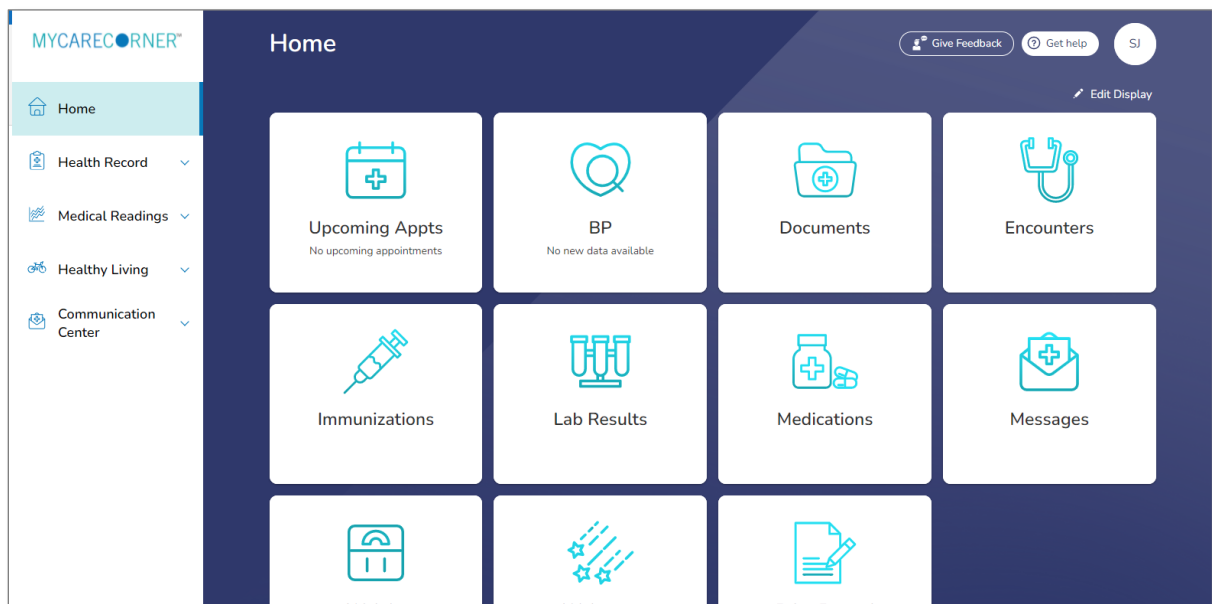 MYCARECORNER™
Home
Give Feedback
Get help
SJ
Edit Display
Home
Health Record
Medical Readings
Healthy Living
Communication
Center
Upcoming Appts
No upcoming appointments
BP
No new data available
Documents
Encounters
Immunizations
Lab Results
Medications
Messages